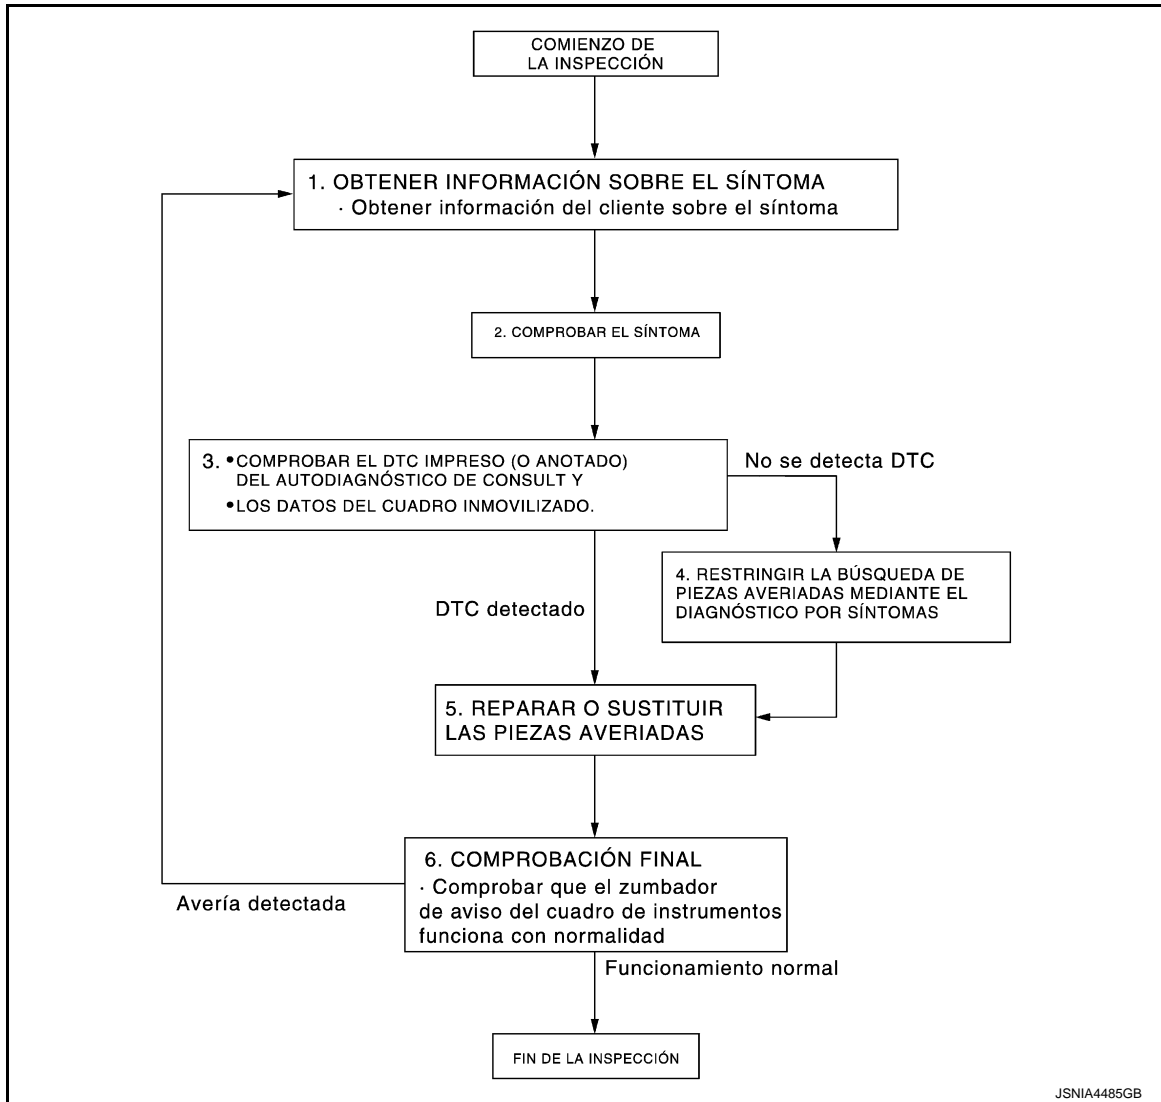 COMIENZO DE
LA INSPECCIÓN
1. OBTENER INFORMACIÓN SOBRE EL SÍNTOMA
· Obtener información del cliente sobre el síntoma
2. COMPROBAR EL SÍNTOMA
3. •COMPROBAR EL DTC IMPRESO (O ANOTADO)
DEL AUTODIAGNÓSTICO DE CONSULT Y
•LOS DATOS DEL CUADRO INMOVILIZADO.
No se detecta DTC
4. RESTRINGIR LA BÚSQUEDA DE
PIEZAS AVERIADAS MEDIANTE EL
DIAGNÓSTICO POR SÍNTOMAS
DTC detectado
5. REPARAR O SUSTITUIR
LAS PIEZAS AVERIADAS
6. COMPROBACIÓN FINAL
· Comprobar que el zumbador
de aviso del cuadro de instrumentos
funciona con normalidad
Avería detectada
Funcionamiento normal
FIN DE LA INSPECCIÓN
JSNIA4485GB